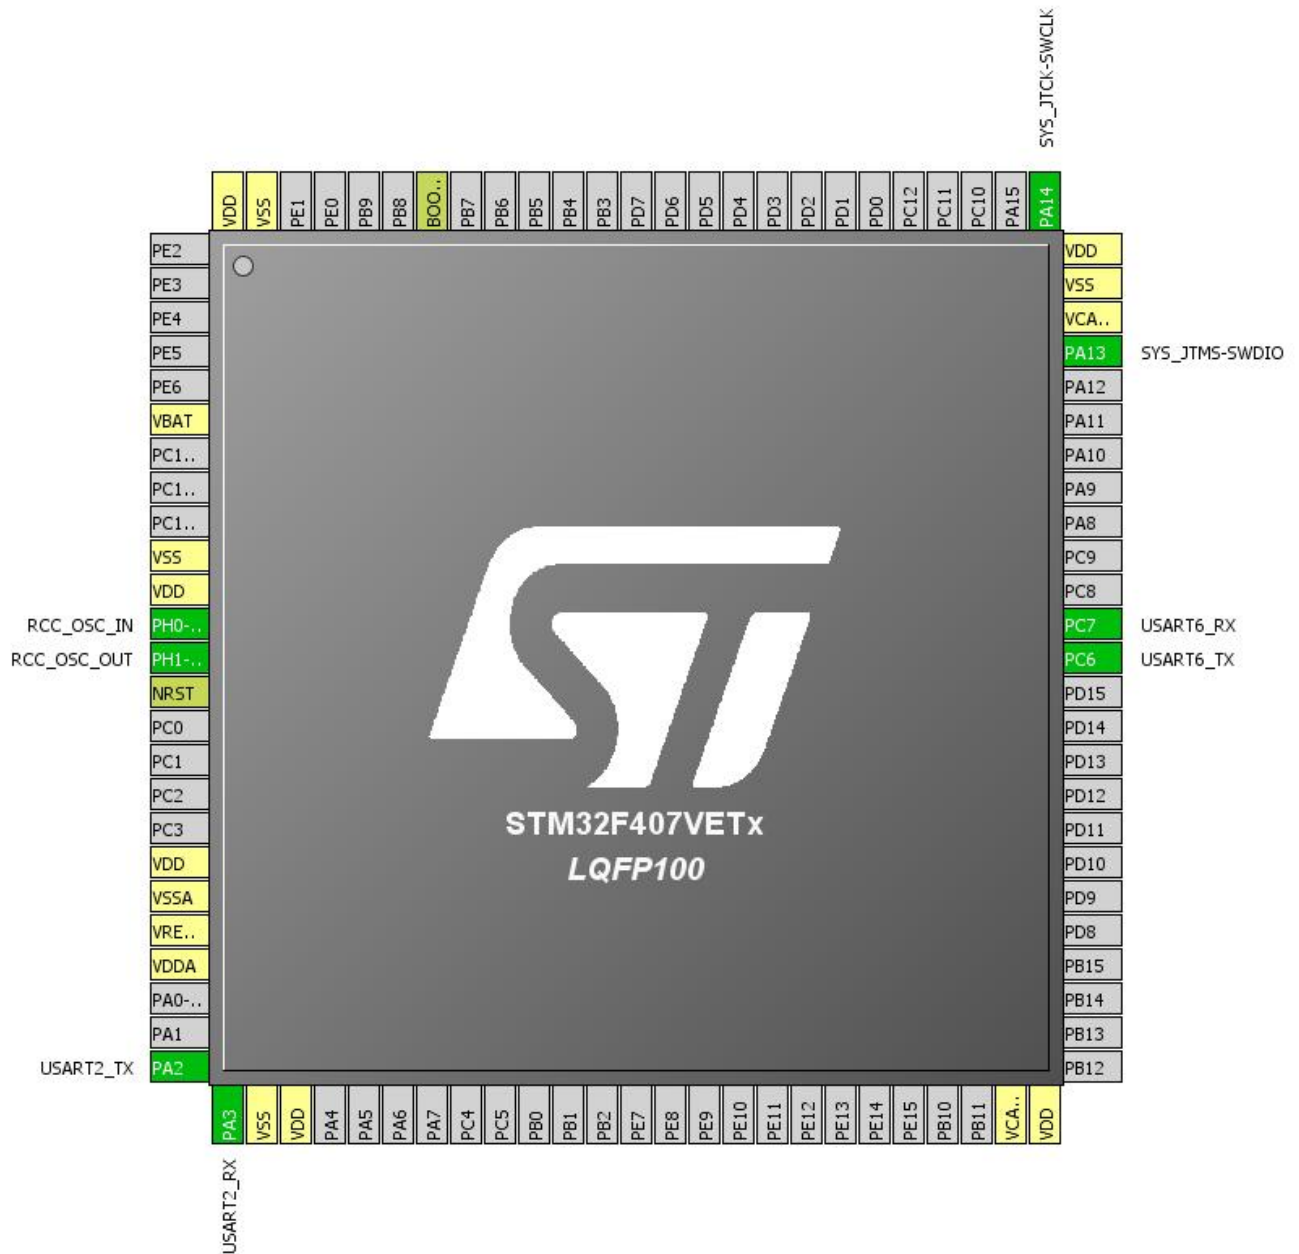 SYS_JTCK-SWCLK
VDD
VSS
PE1
PE0
PB9
PB8
BOO..
PB7
PB6
PB5
PB4
PB3
PD7
PD6
PD5
PD4
PD3
PD2
PD1
PD0
PC12
PC11
PC10
PA15
PA14
PE2
PE3
PE4
PE5
PE6
VBAT
PC1..
PC1..
PC1..
VSS
VDD
RCC_OSC_IN PH0-..
RCC_OSC_OUT PH1-..
NRST
PC0
PC1
PC2
PC3
VDD
VSSA
VRE..
VDDA
PA0-..
PA1
USART2_TX PA2
ST
STM32F407VETx
LQFP100
VDD
VSS
VCA..
PA13 SYS_JTMS-SWDIO
PA12
PA11
PA10
PA9
PA8
PC9
PC8
PC7 USART6_RX
PC6 USART6_TX
PD15
PD14
PD13
PD12
PD11
PD10
PD9
PD8
PB15
PB14
PB13
PB12
PA3
VSS
VDD
PA4
PA5
PA6
PA7
PC4
PC5
PB0
PB1
PB2
PE7
PE8
PE9
PE10
PE11
PE12
PE13
PE14
PE15
PB10
PB11
VCA..
VDD
USART2_RX